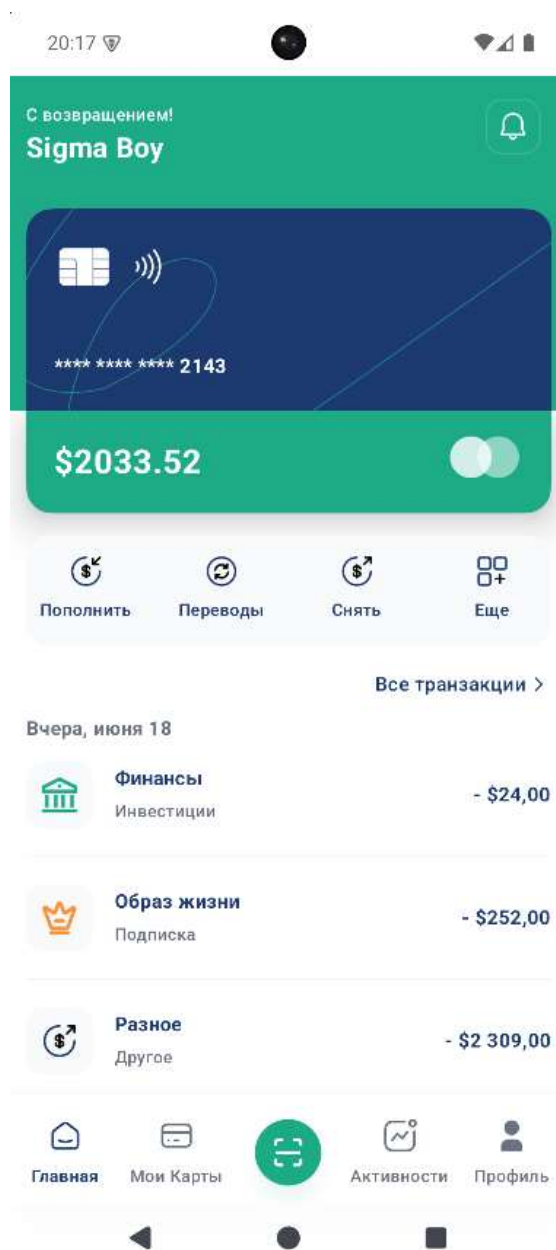 20:17
С возвращением!
Sigma Boy
**** **** **** 2143
$2033.52
Пополнить Переводы Снять Еще
Все транзакции >
Вчера, июня 18
Финансы
Инвестиции
- $24,00
Образ жизни
Подписка
- $252,00
Разное
Другое
- $2 309,00
Главная Мои Карты Активности Профиль